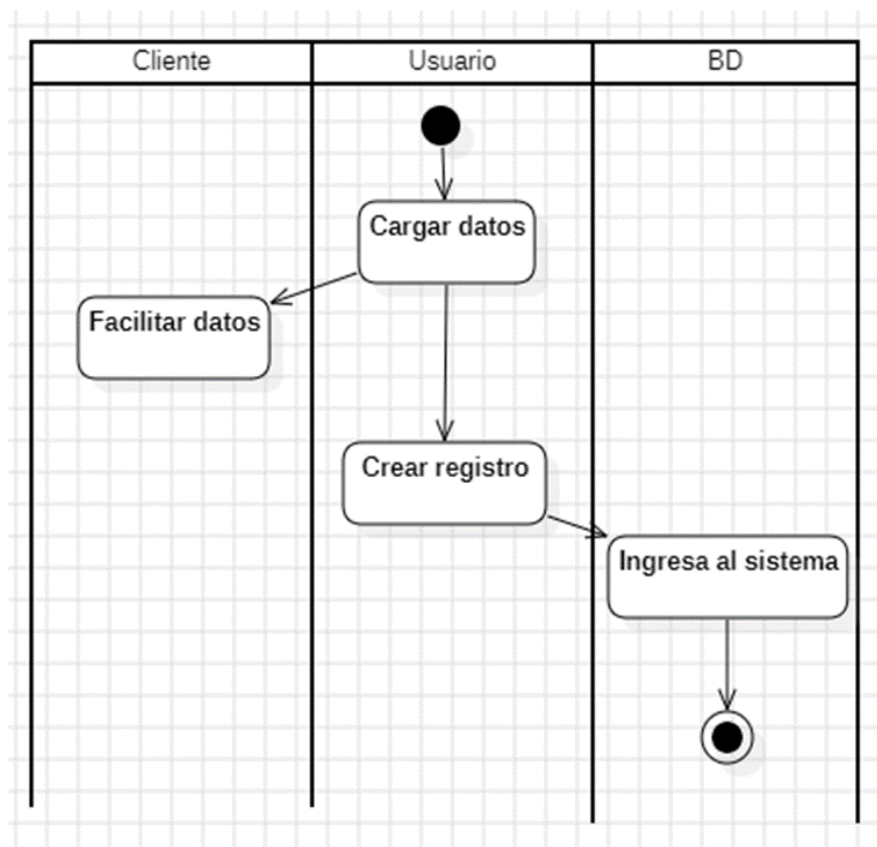 Cliente
Usuario
BD
Cargar datos
Facilitar datos
Crear registro
Ingresa al sistema